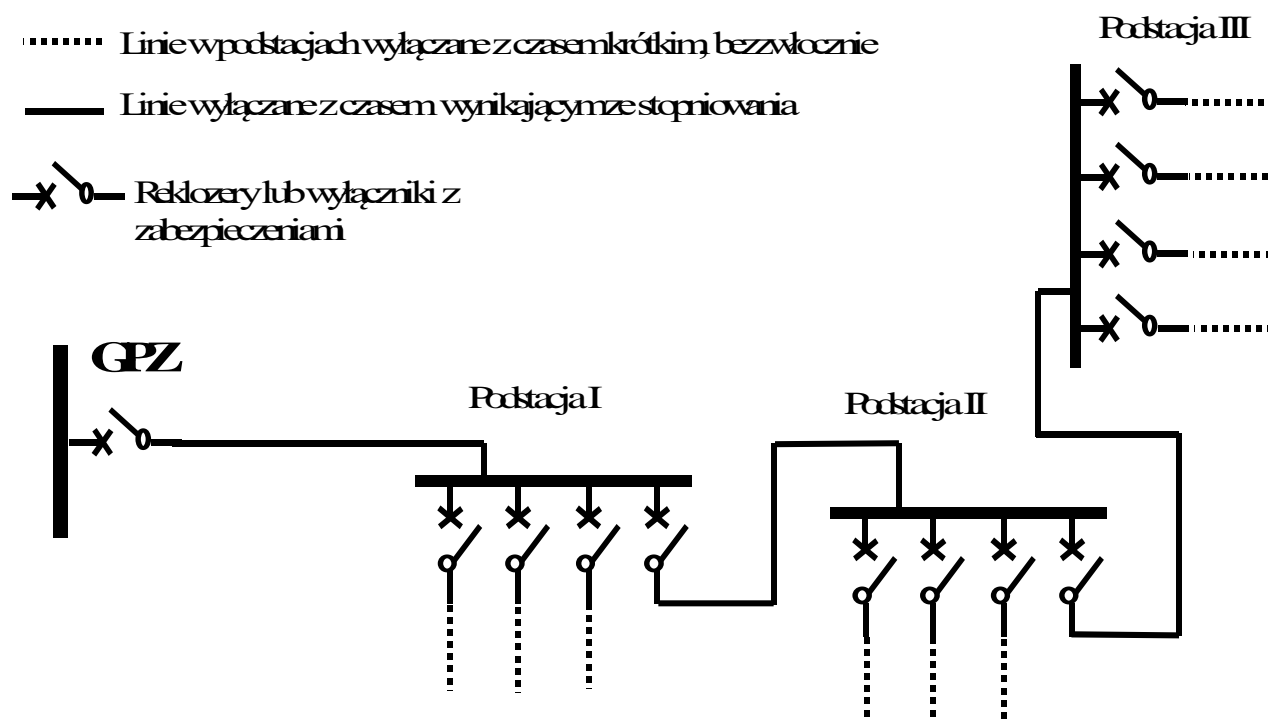 Linie w podstacjach wyłączane z czasem krótkim, bezzwłocznie
Linie wyłączane z czasem wynikającym ze stopniowania
Reklozery lub wyłączniki z
zabezpieczeniami
Podstacja III
GPZ
Podstacja I
Podstacja II